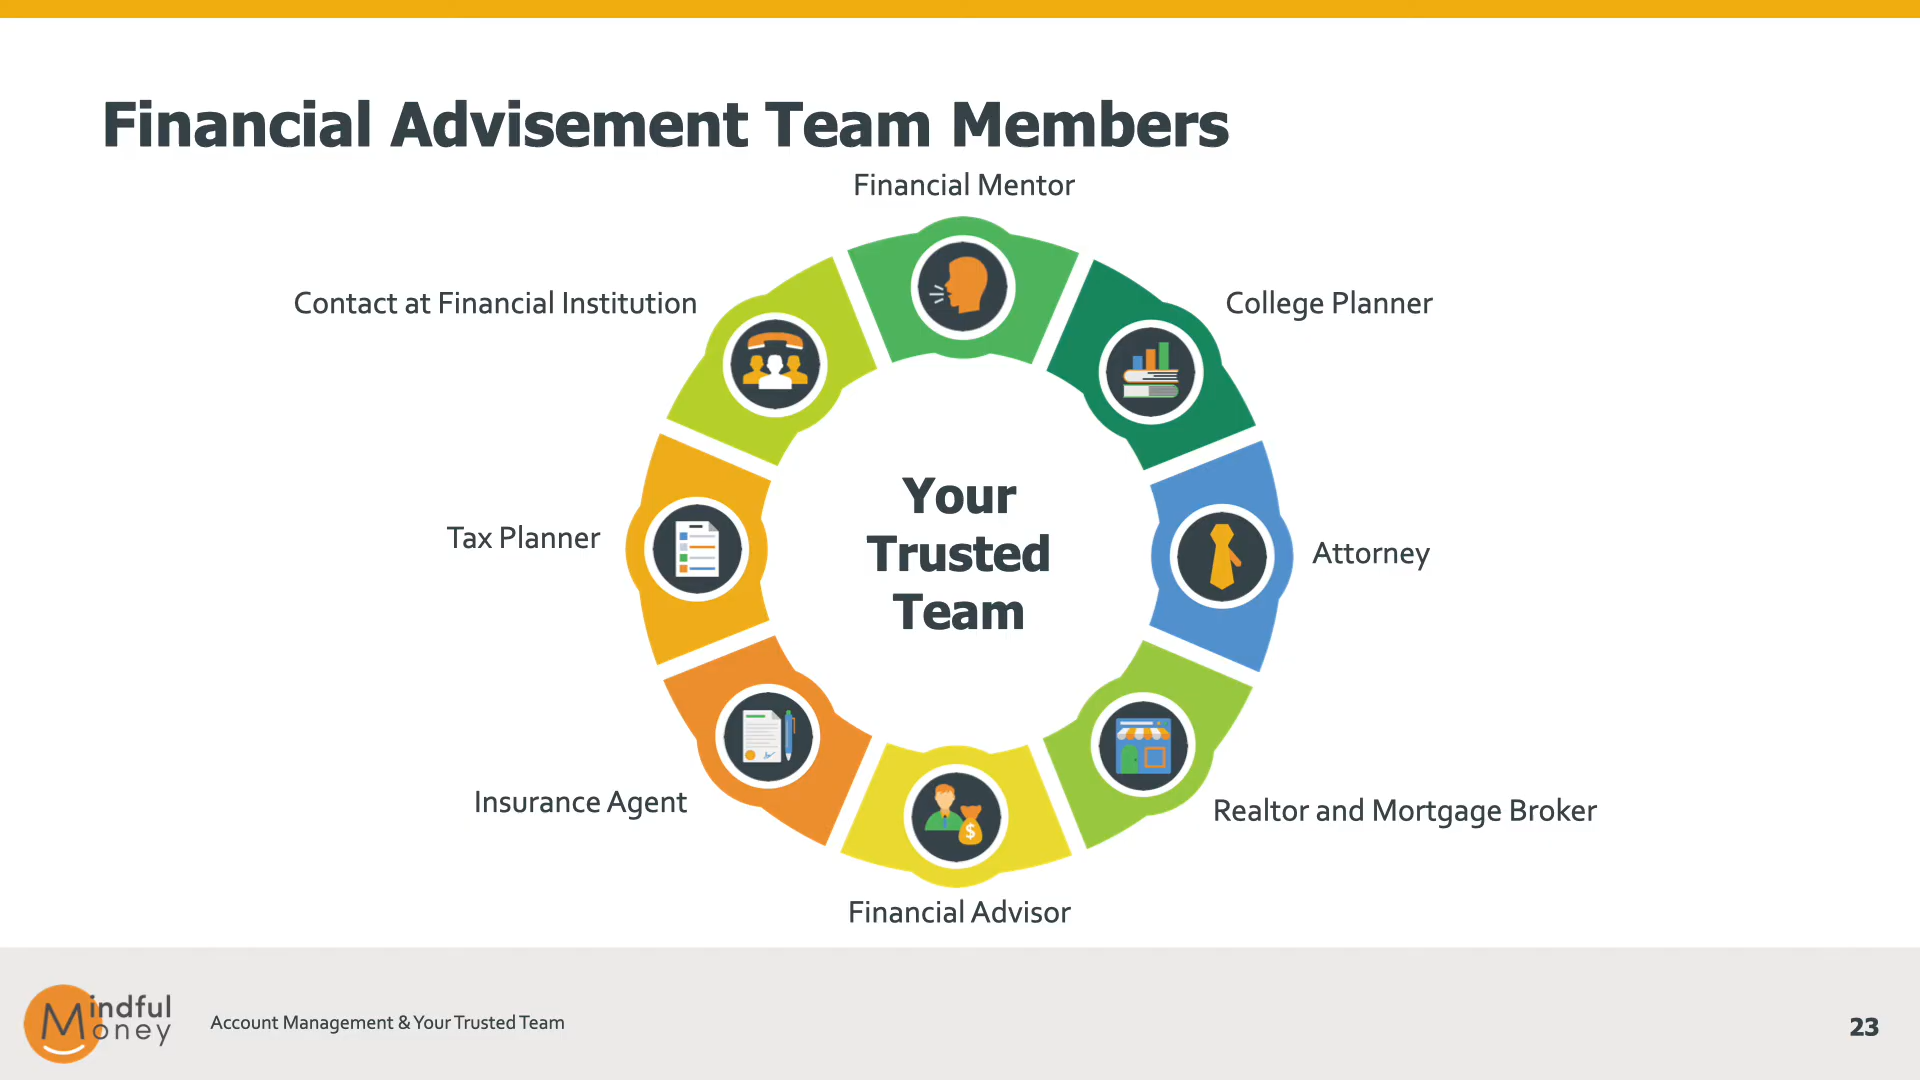 Financial Advisement Team Members
Financial Mentor
Contact at Financial Institution
College Planner
Your
Trusted
Team
Tax Planner
Attorney
Insurance Agent
Realtor and Mortgage Broker
$
Financial Advisor
Mindful
Money
Account Management & Your Trusted Team
23